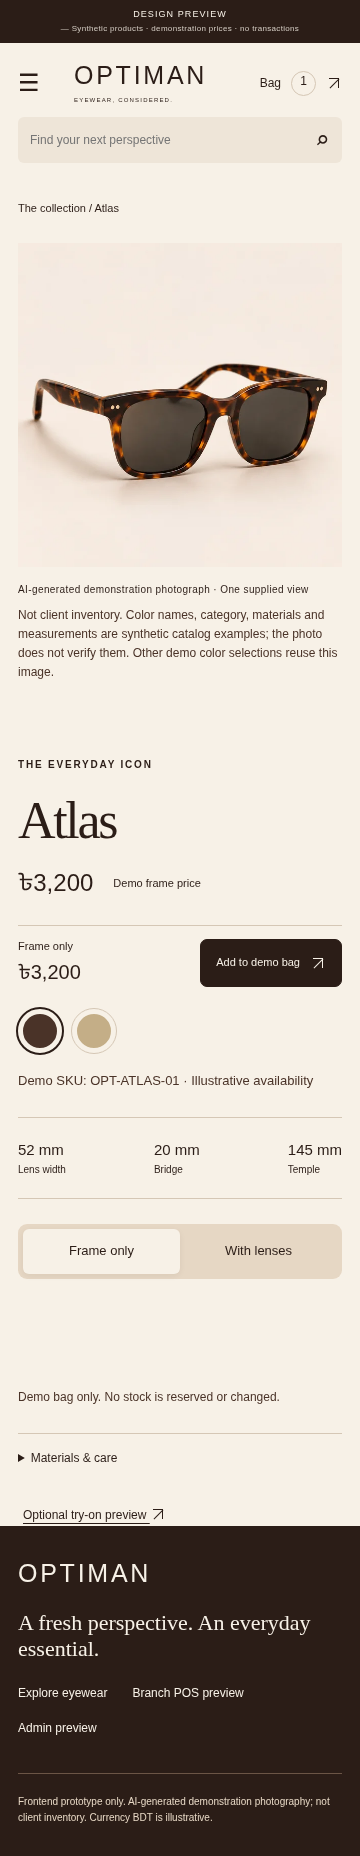 DESIGN PREVIEW
— Synthetic products · demonstration prices · no transactions
OPTIMAN
EYEWEAR, CONSIDERED.
Bag 1
Find your next perspective
The collection / Atlas
AI-generated demonstration photograph · One supplied view
Not client inventory. Color names, category, materials and
measurements are synthetic catalog examples; the photo
does not verify them. Other demo color selections reuse this
image.
THE EVERYDAY ICON
Atlas
৳3,200 Demo frame price
Frame only
৳3,200
Add to demo bag
Demo SKU: OPT-ATLAS-01 · Illustrative availability
52 mm 20 mm 145 mm
Lens width Bridge Temple
Frame only With lenses
Demo bag only. No stock is reserved or changed.
Materials & care
Optional try-on preview
OPTIMAN
A fresh perspective. An everyday
essential.
Explore eyewear Branch POS preview
Admin preview
Frontend prototype only. AI-generated demonstration photography; not
client inventory. Currency BDT is illustrative.